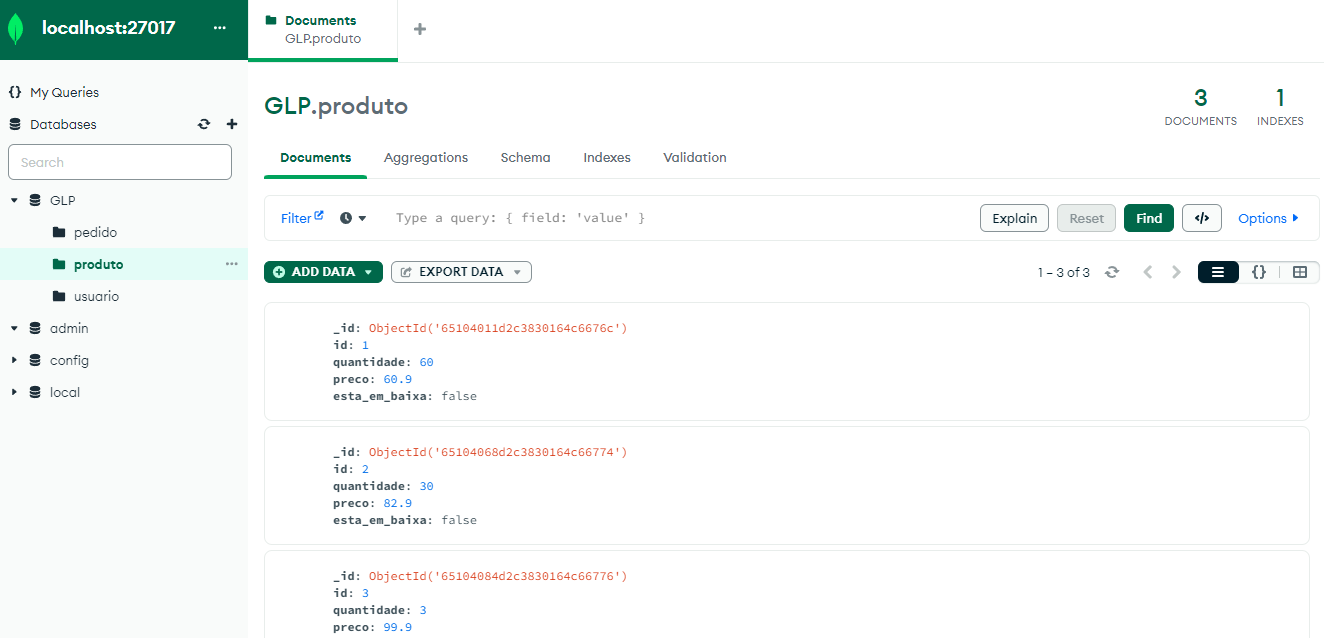 localhost:27017
My Queries
Databases
Search
GLP
pedido
produto
usuario
admin
config
local
Documents
GLP.produto
GLP.produto
3
DOCUMENTS
1
INDEXES
Documents Aggregations Schema Indexes Validation
Filter Type a query: { field: 'value' } Explain Reset Find </> Options
ADD DATA EXPORT DATA 1 – 3 of 3 {}
_id: ObjectId('65104011d2c3830164c6676c')
id: 1
quantidade: 60
preco: 60.9
esta_em_baixa: false
_id: ObjectId('65104068d2c3830164c66774')
id: 2
quantidade: 30
preco: 82.9
esta_em_baixa: false
_id: ObjectId('65104084d2c3830164c66776')
id: 3
quantidade: 3
preco: 99.9